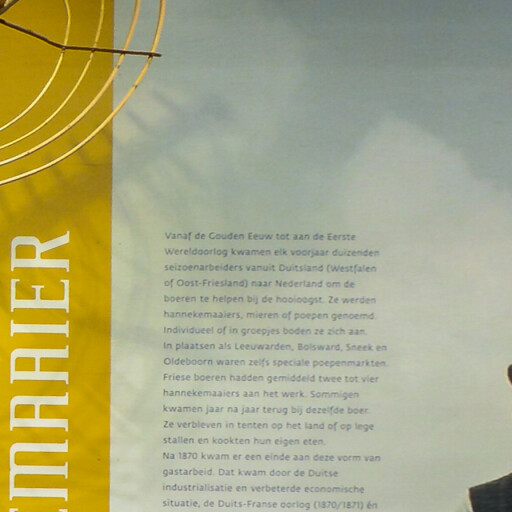 EMAAIER
Vanaf de Gouden Eeuw tot aan de Eerste
Wereldoorlog kwamen elk voorjaar duizenden
seizoenarbeiders vanuit Duitsland (Westfalen
of Oost-Friesland) naar Nederland om de
boeren te helpen bij de hooioogst. Ze werden
hannekemaaiers, mieren of poepen genoemd.
Individueel of in groepjes boden ze zich aan.
In plaatsen als Leeuwarden, Bolsward, Sneek en
Oldeboorn waren zelfs speciale poepenmarkten.
Friese boeren hadden gemiddeld twee tot vier
hannekemaaiers aan het werk. Sommigen
kwamen jaar na jaar terug bij dezelfde boer.
Ze verbleven in tenten op het land of op lege
stallen en kookten hun eigen eten.
Na 1870 kwam er een einde aan deze vorm van
gastarbeid. Dat kwam door de Duitse
industrialisatie en verbeterde economische
situatie, de Duits-Franse oorlog (1870/1871) én